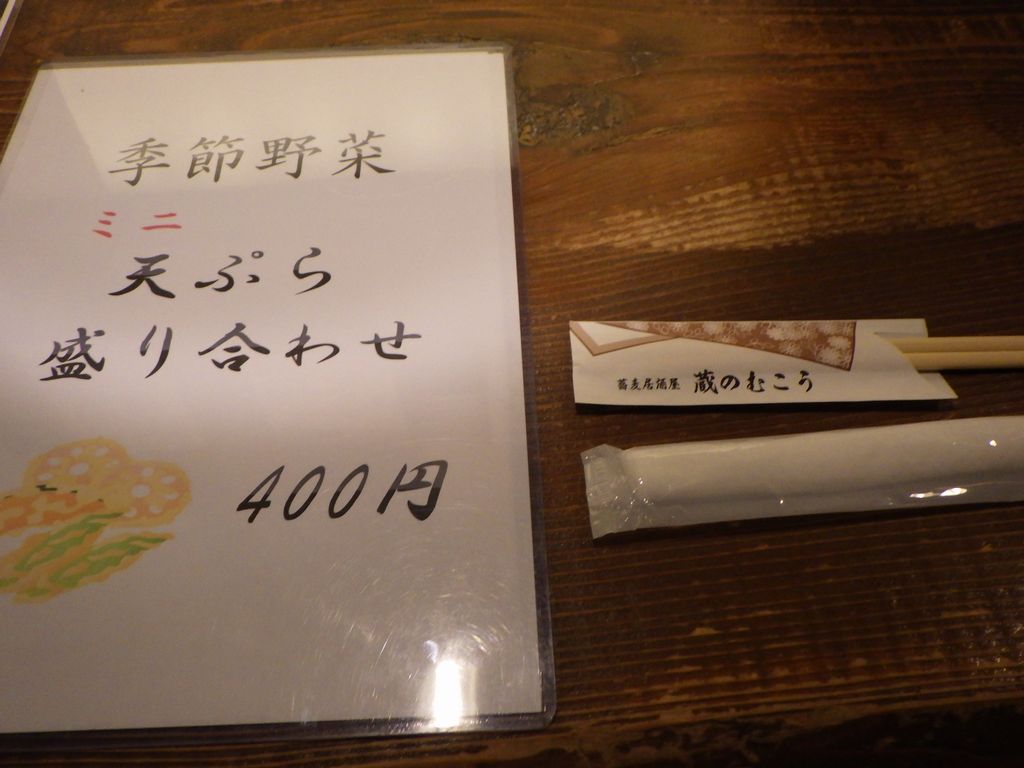 季節野菜
ミニ
天ぷら
盛り合わせ
400円
蕎麦居酒屋 蔵のむこう